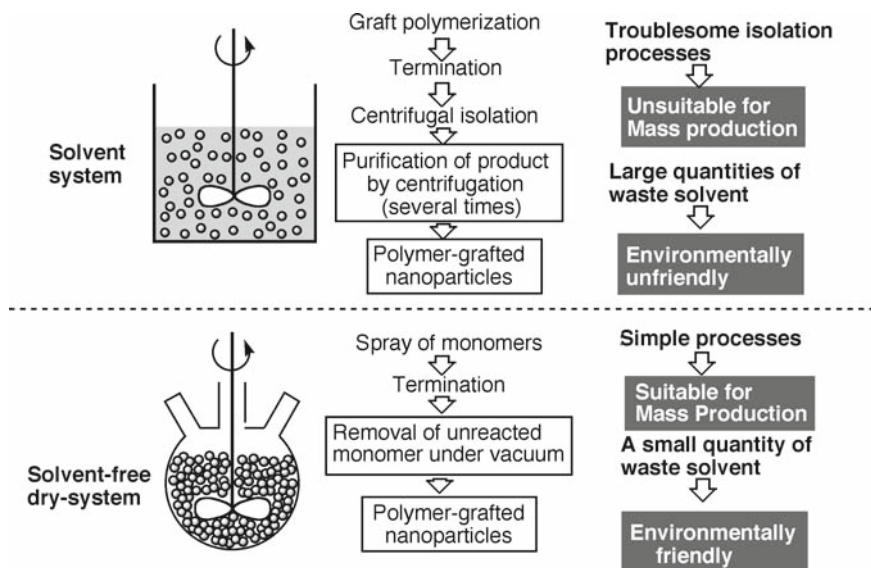 Solvent
system
Graft polymerization
Termination
Centrifugal isolation
Purification of product
by centrifugation
(several times)
Polymer-grafted
nanoparticles
Troublesome isolation
processes
Unsuitable for
Mass production
Large quantities of
waste solvent
Environmentally
unfriendly
Solvent-free
dry-system
Spray of monomers
Termination
Removal of unreacted
monomer under vacuum
Polymer-grafted
nanoparticles
Simple processes
Suitable for
Mass Production
A small quantity of
waste solvent
Environmentally
friendly